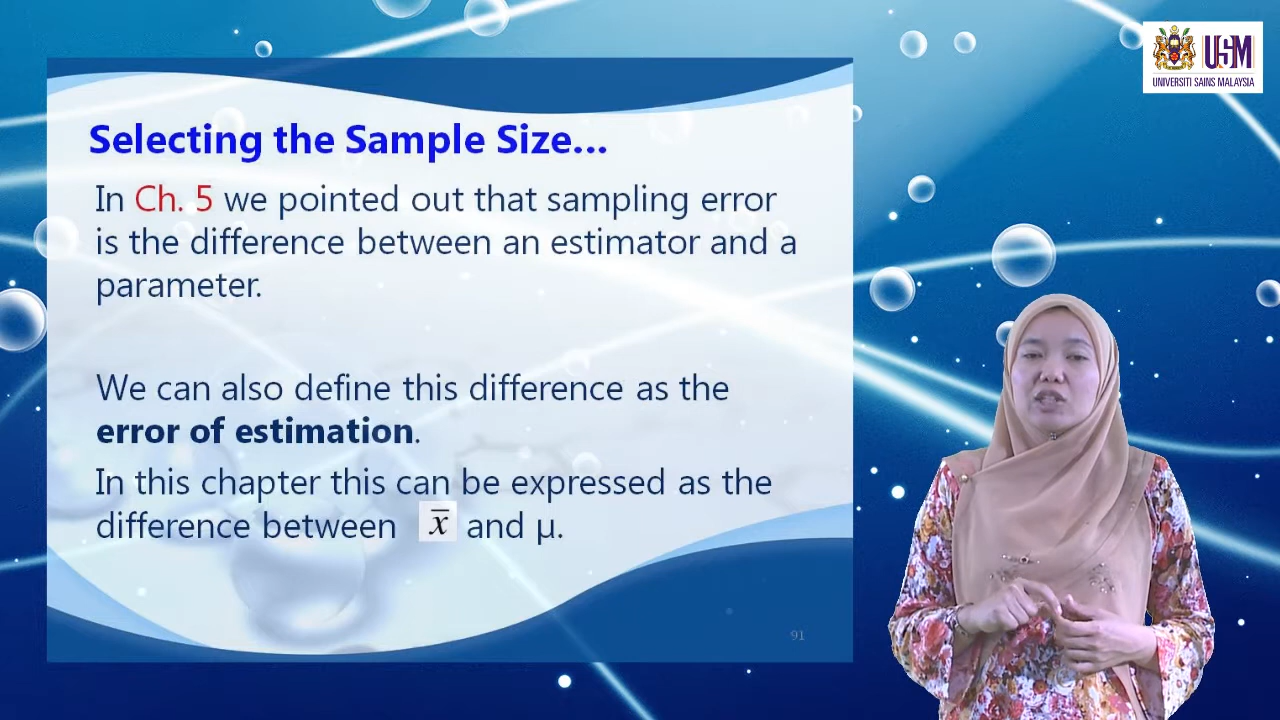 USM
UNIVERSITI SAINS MALAYSIA
Selecting the Sample Size...
In Ch. 5 we pointed out that sampling error
is the difference between an estimator and a
parameter.
We can also define this difference as the
error of estimation.
In this chapter this can be expressed as the
difference between x̅ and μ.
91